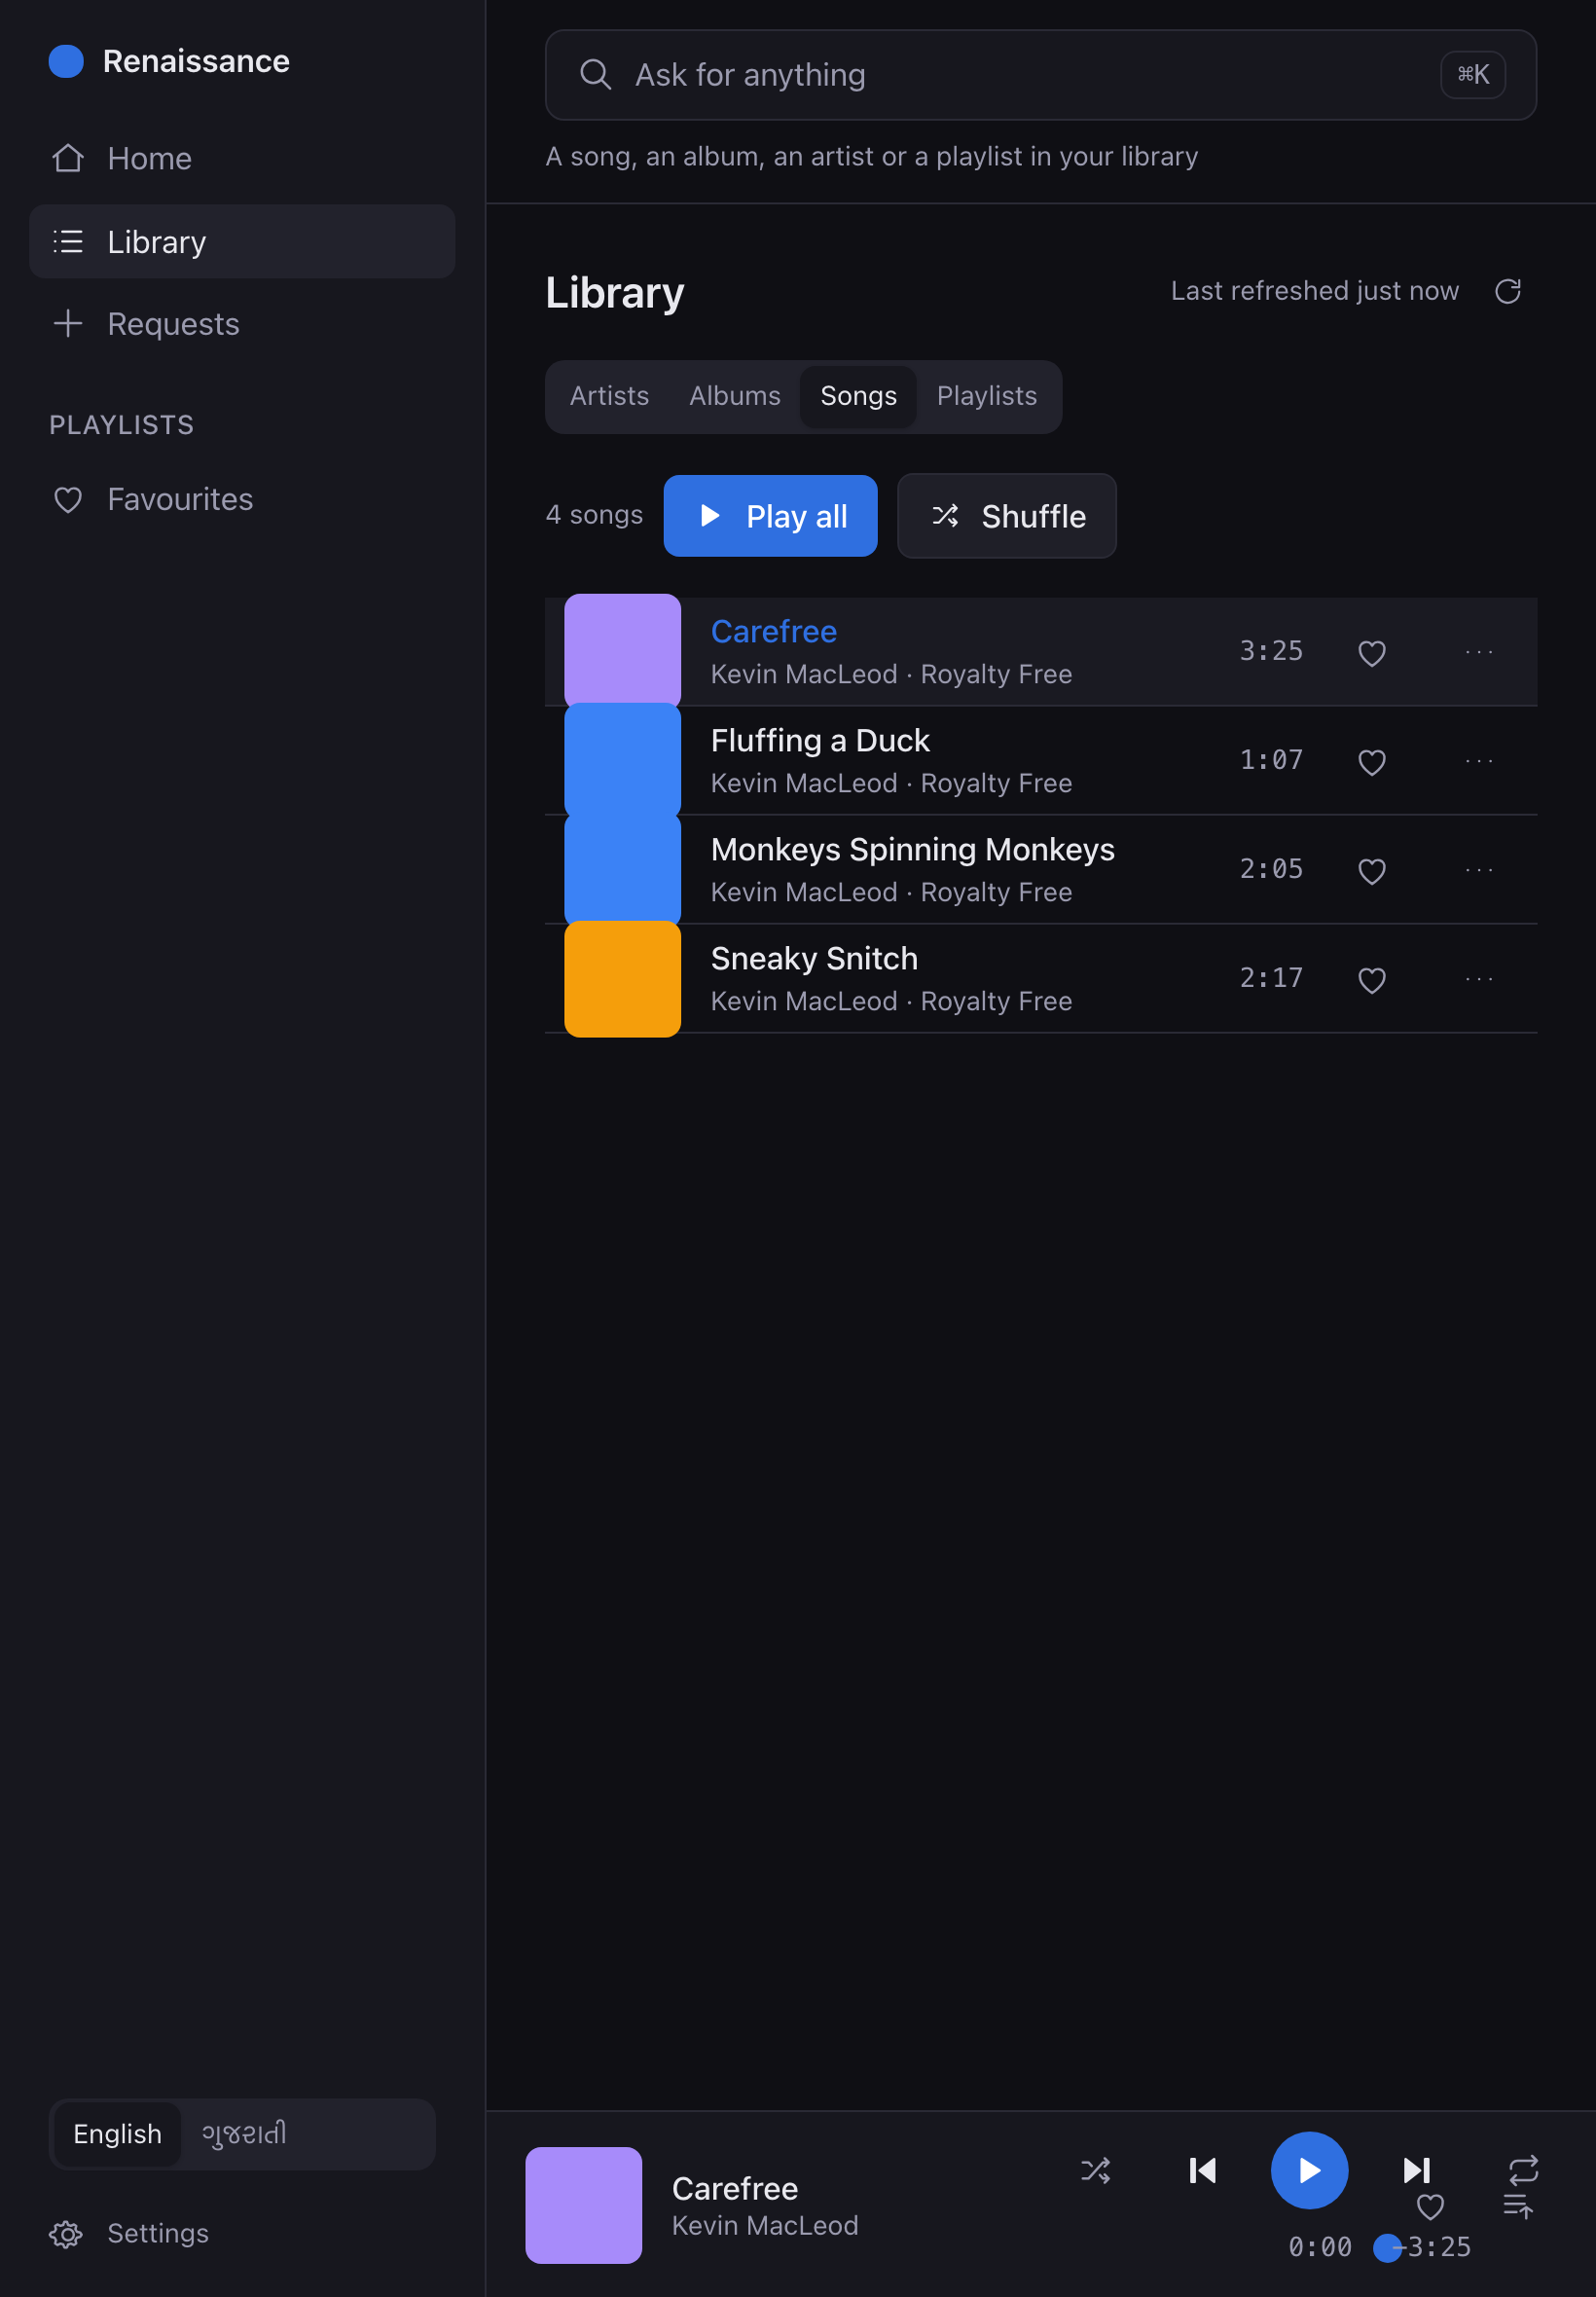 Renaissance
Home
Library
Requests
PLAYLISTS
Favourites
English ગુજરાતી
Settings
Ask for anything ⌘K
A song, an album, an artist or a playlist in your library
Library
Last refreshed just now
Artists Albums Songs Playlists
4 songs Play all Shuffle
Carefree
Kevin MacLeod · Royalty Free
3:25
Fluffing a Duck
Kevin MacLeod · Royalty Free
1:07
Monkeys Spinning Monkeys
Kevin MacLeod · Royalty Free
2:05
Sneaky Snitch
Kevin MacLeod · Royalty Free
2:17
Carefree
Kevin MacLeod
0:00 −3:25